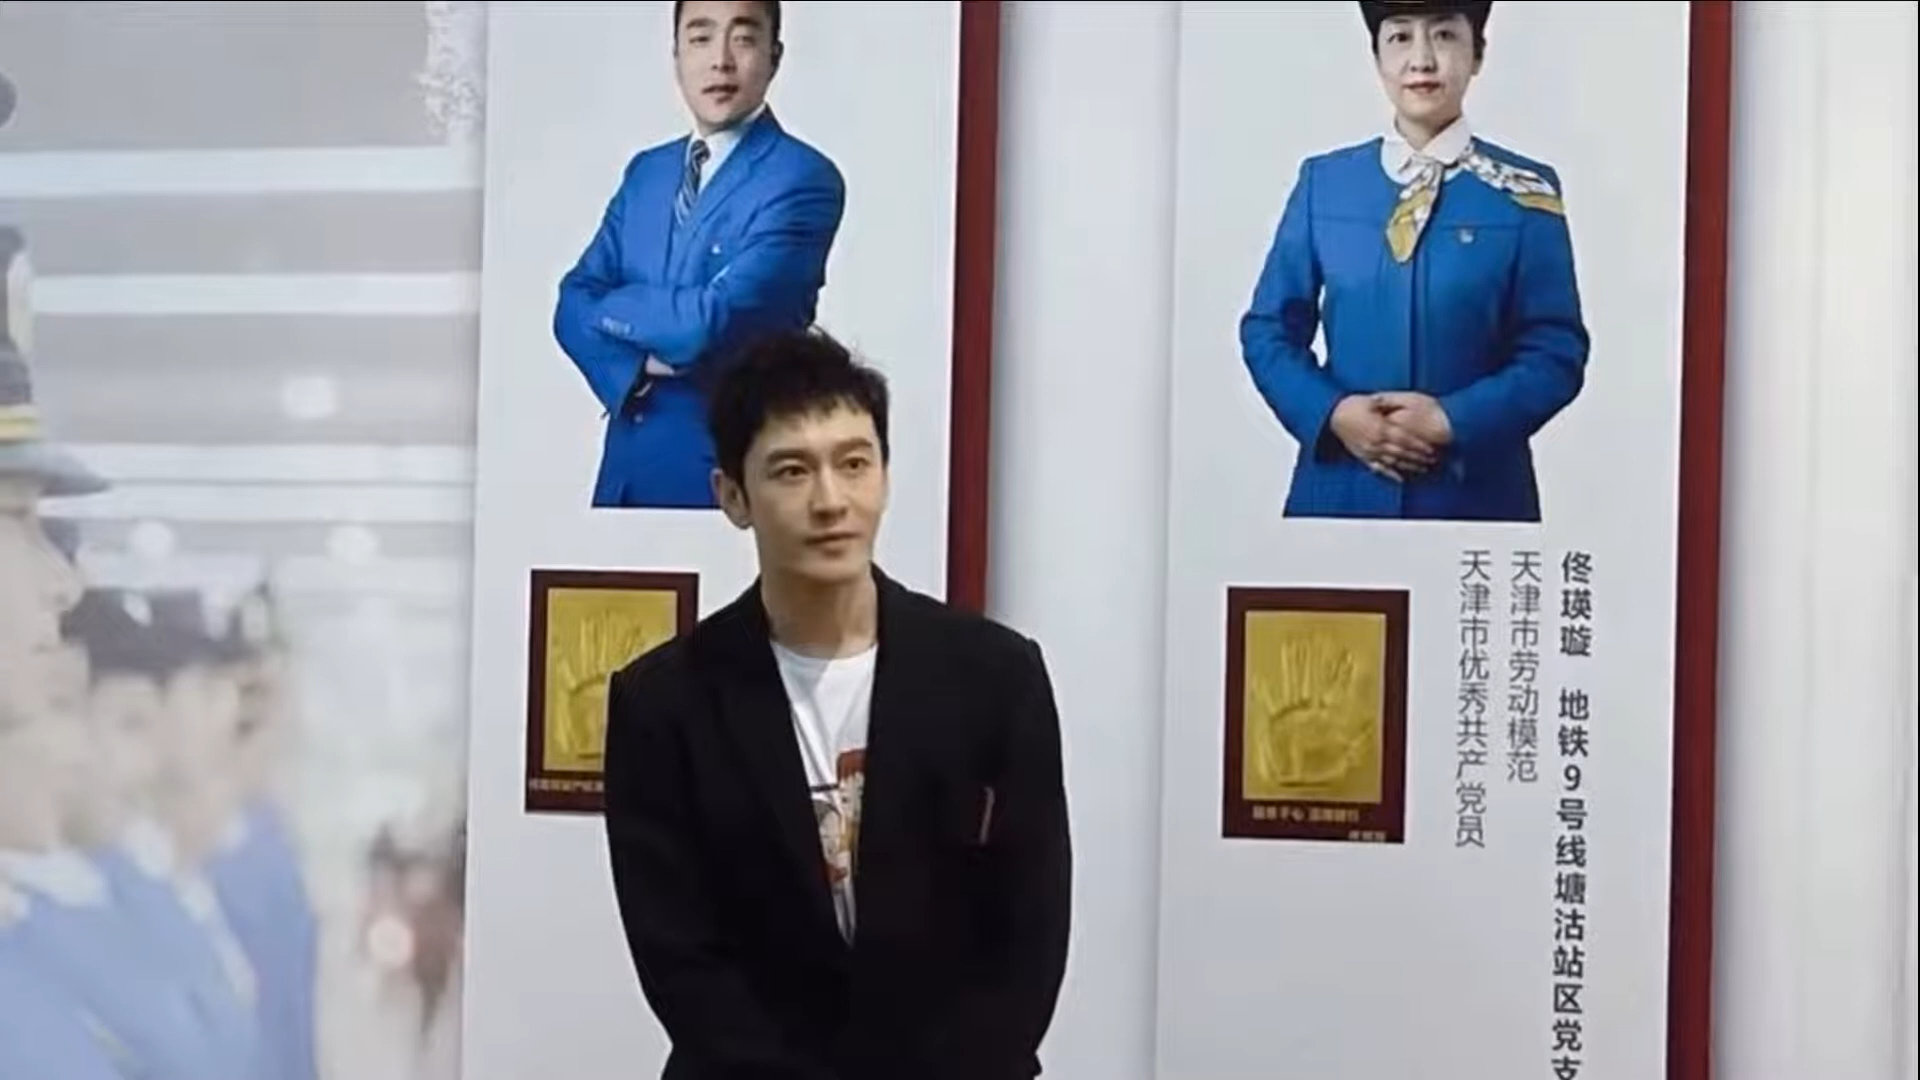 佟瑛璇 地铁9号线塘沽站区党支
天津市劳动模范
天津市优秀共产党员